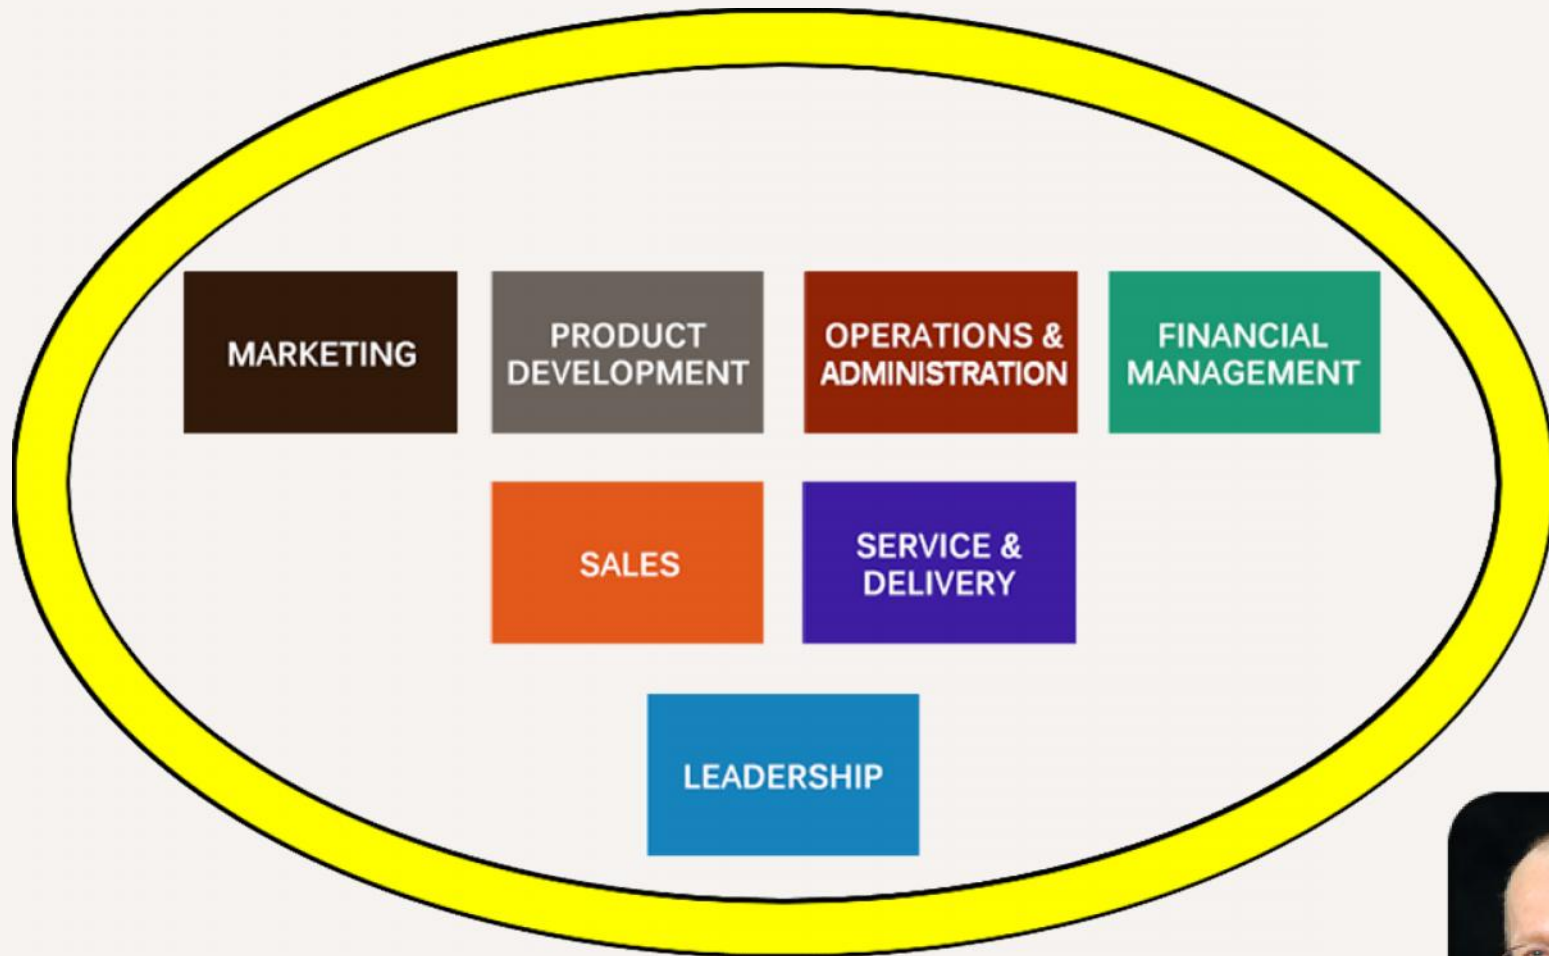 MARKETING
PRODUCT
DEVELOPMENT
OPERATIONS &
ADMINISTRATION
FINANCIAL
MANAGEMENT
SALES
SERVICE &
DELIVERY
LEADERSHIP